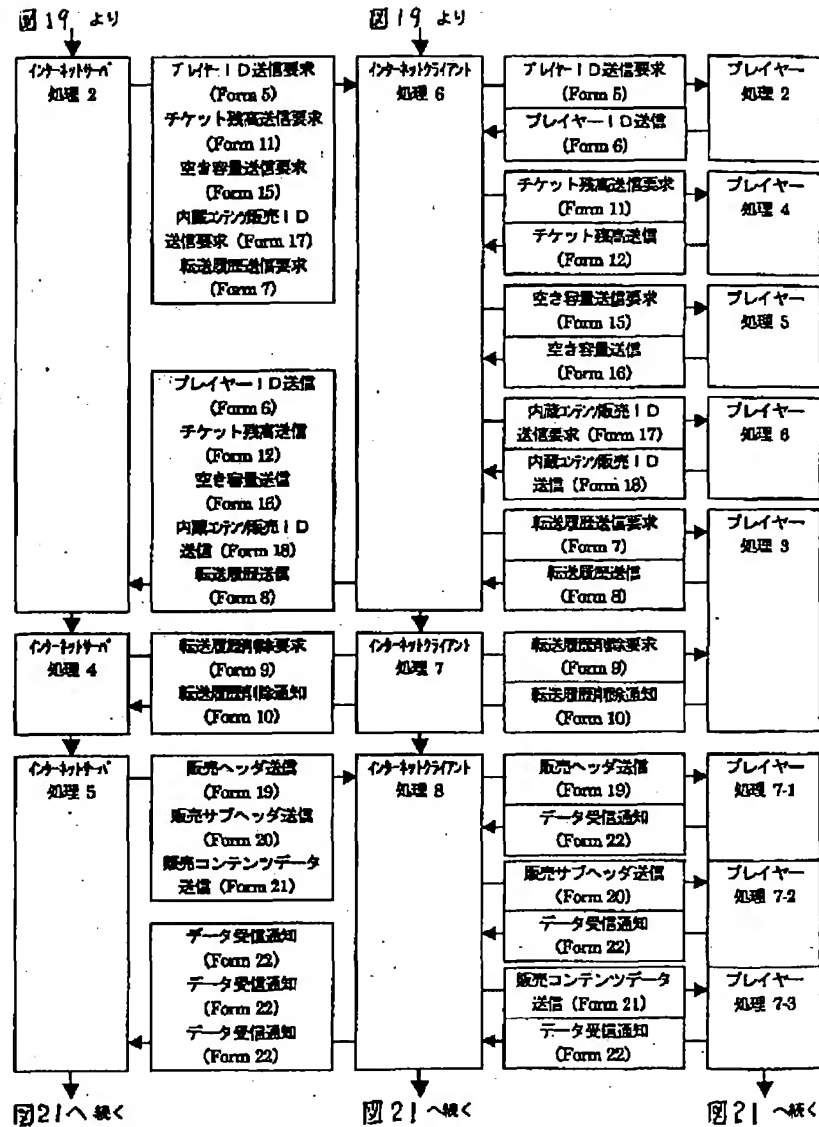 図19 より
図19 より
インターネットサーバ
処理 2
プレイヤーID送信要求
(Form 5)
チケット残高送信要求
(Form 11)
空き容量送信要求
(Form 15)
内蔵コンテンツ販売ID
送信要求 (Form 17)
転送履歴送信要求
(Form 7)
プレイヤーID送信
(Form 6)
チケット残高送信
(Form 12)
空き容量送信
(Form 16)
内蔵コンテンツ販売ID
送信 (Form 18)
転送履歴送信
(Form 8)
インターネットクライアント
処理 6
プレイヤーID送信要求
(Form 5)
プレイヤーID送信
(Form 6)
チケット残高送信要求
(Form 11)
チケット残高送信
(Form 12)
空き容量送信要求
(Form 15)
空き容量送信
(Form 16)
内蔵コンテンツ販売ID
送信要求 (Form 17)
内蔵コンテンツ販売ID
送信 (Form 18)
転送履歴送信要求
(Form 7)
転送履歴送信
(Form 8)
プレイヤー
処理 2
プレイヤー
処理 4
プレイヤー
処理 5
プレイヤー
処理 6
プレイヤー
処理 3
インターネットサーバ
処理 4
転送履歴削除要求
(Form 9)
転送履歴削除通知
(Form 10)
インターネットクライアント
処理 7
転送履歴削除要求
(Form 9)
転送履歴削除通知
(Form 10)
インターネットサーバ
処理 5
販売ヘッダ送信
(Form 19)
販売サブヘッダ送信
(Form 20)
販売コンテンツデータ
送信 (Form 21)
データ受信通知
(Form 22)
データ受信通知
(Form 22)
データ受信通知
(Form 22)
インターネットクライアント
処理 8
販売ヘッダ送信
(Form 19)
データ受信通知
(Form 22)
販売サブヘッダ送信
(Form 20)
データ受信通知
(Form 22)
販売コンテンツデータ
送信 (Form 21)
データ受信通知
(Form 22)
プレイヤー
処理 7-1
プレイヤー
処理 7-2
プレイヤー
処理 7-3
図21へ続く
図21 へ続く
図21 へ続く